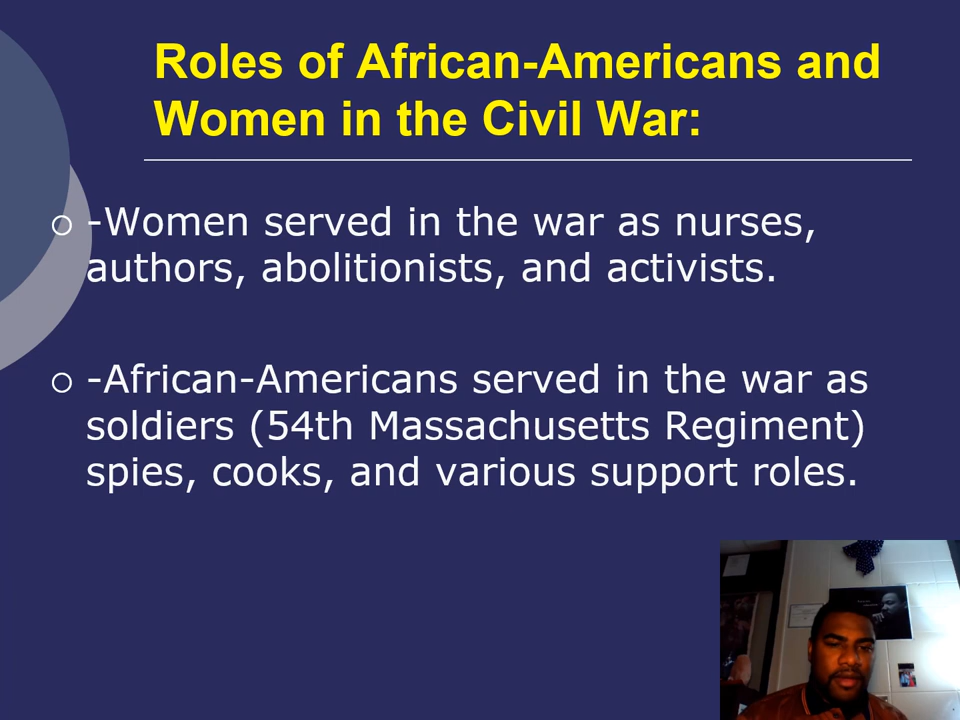 Roles of African-Americans and
Women in the Civil War:
-Women served in the war as nurses,
authors, abolitionists, and activists.
-African-Americans served in the war as
soldiers (54th Massachusetts Regiment)
spies, cooks, and various support roles.